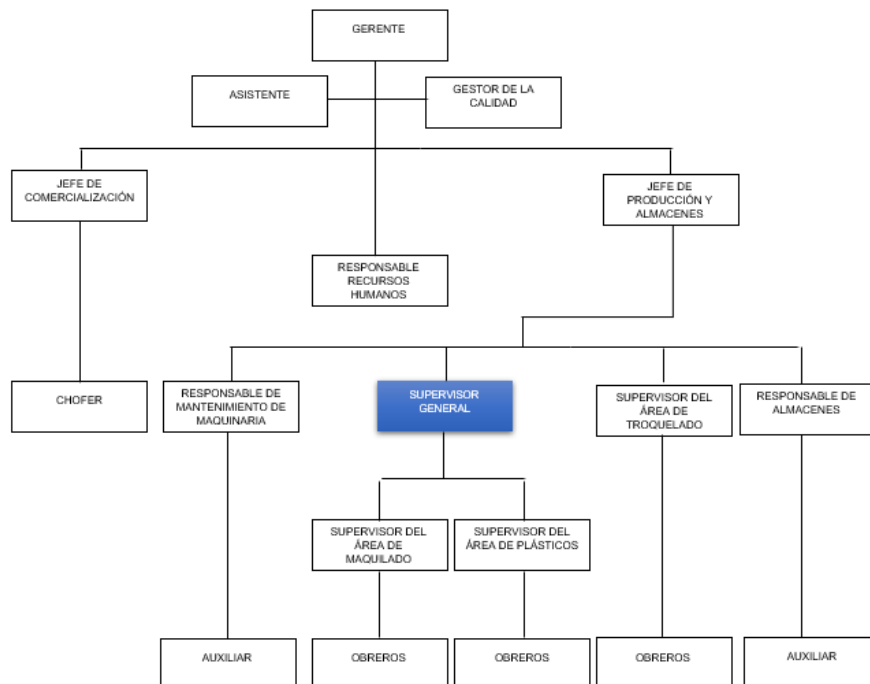 GERENTE
ASISTENTE
GESTOR DE LA
CALIDAD
JEFE DE
COMERCIALIZACIÓN
JEFE DE
PRODUCCIÓN Y
ALMACENES
RESPONSABLE
RECURSOS
HUMANOS
CHOFER
RESPONSABLE DE
MANTENIMIENTO DE
MAQUINARIA
SUPERVISOR
GENERAL
SUPERVISOR DEL
ÁREA DE
TROQUELADO
RESPONSABLE DE
ALMACENES
SUPERVISOR DEL
ÁREA DE
MAQUILADO
SUPERVISOR DEL
ÁREA DE PLÁSTICOS
AUXILIAR
OBREROS
OBREROS
OBREROS
AUXILIAR